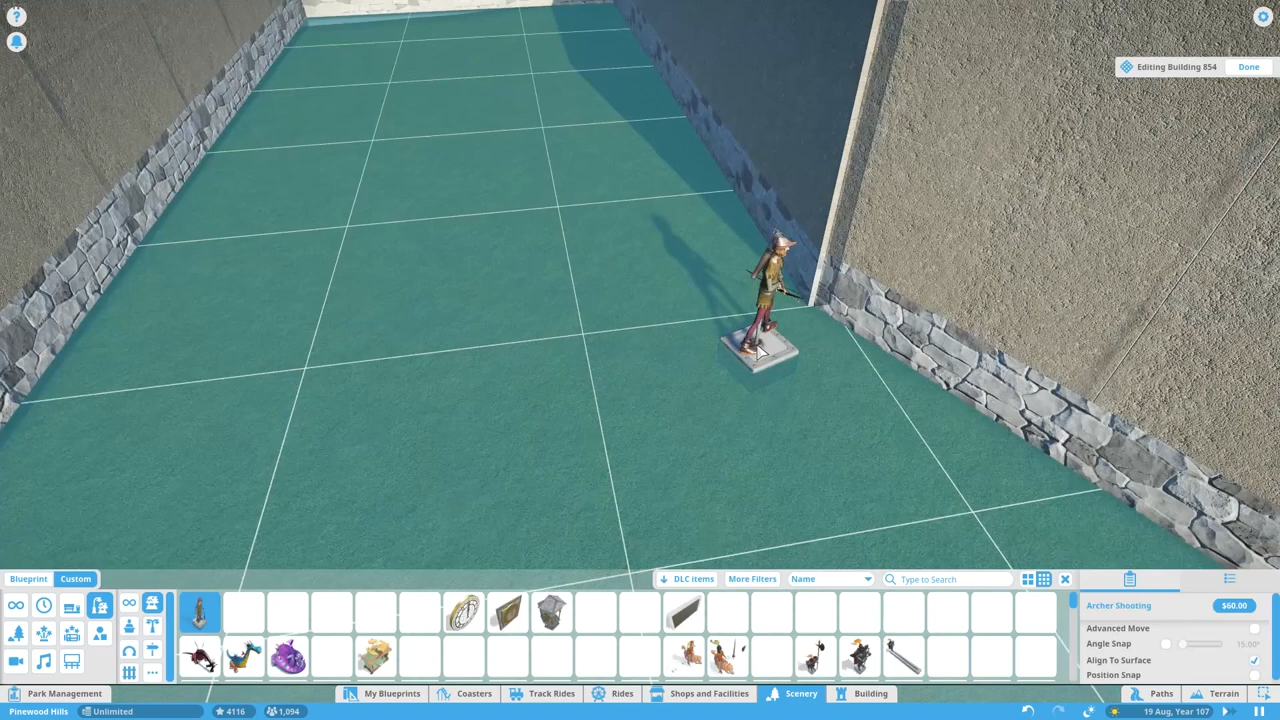 Editing Building 854 Done
Blueprint Custom
DLC items More Filters Name Type to Search
Archer Shooting $60.00
Advanced Move
Angle Snap 15.00°
Align To Surface
Position Snap
Park Management My Blueprints Coasters Track Rides Rides Shops and Facilities Scenery Building Paths Terrain
Pinewood Hills Unlimited 4116 1,094 19 Aug, Year 107